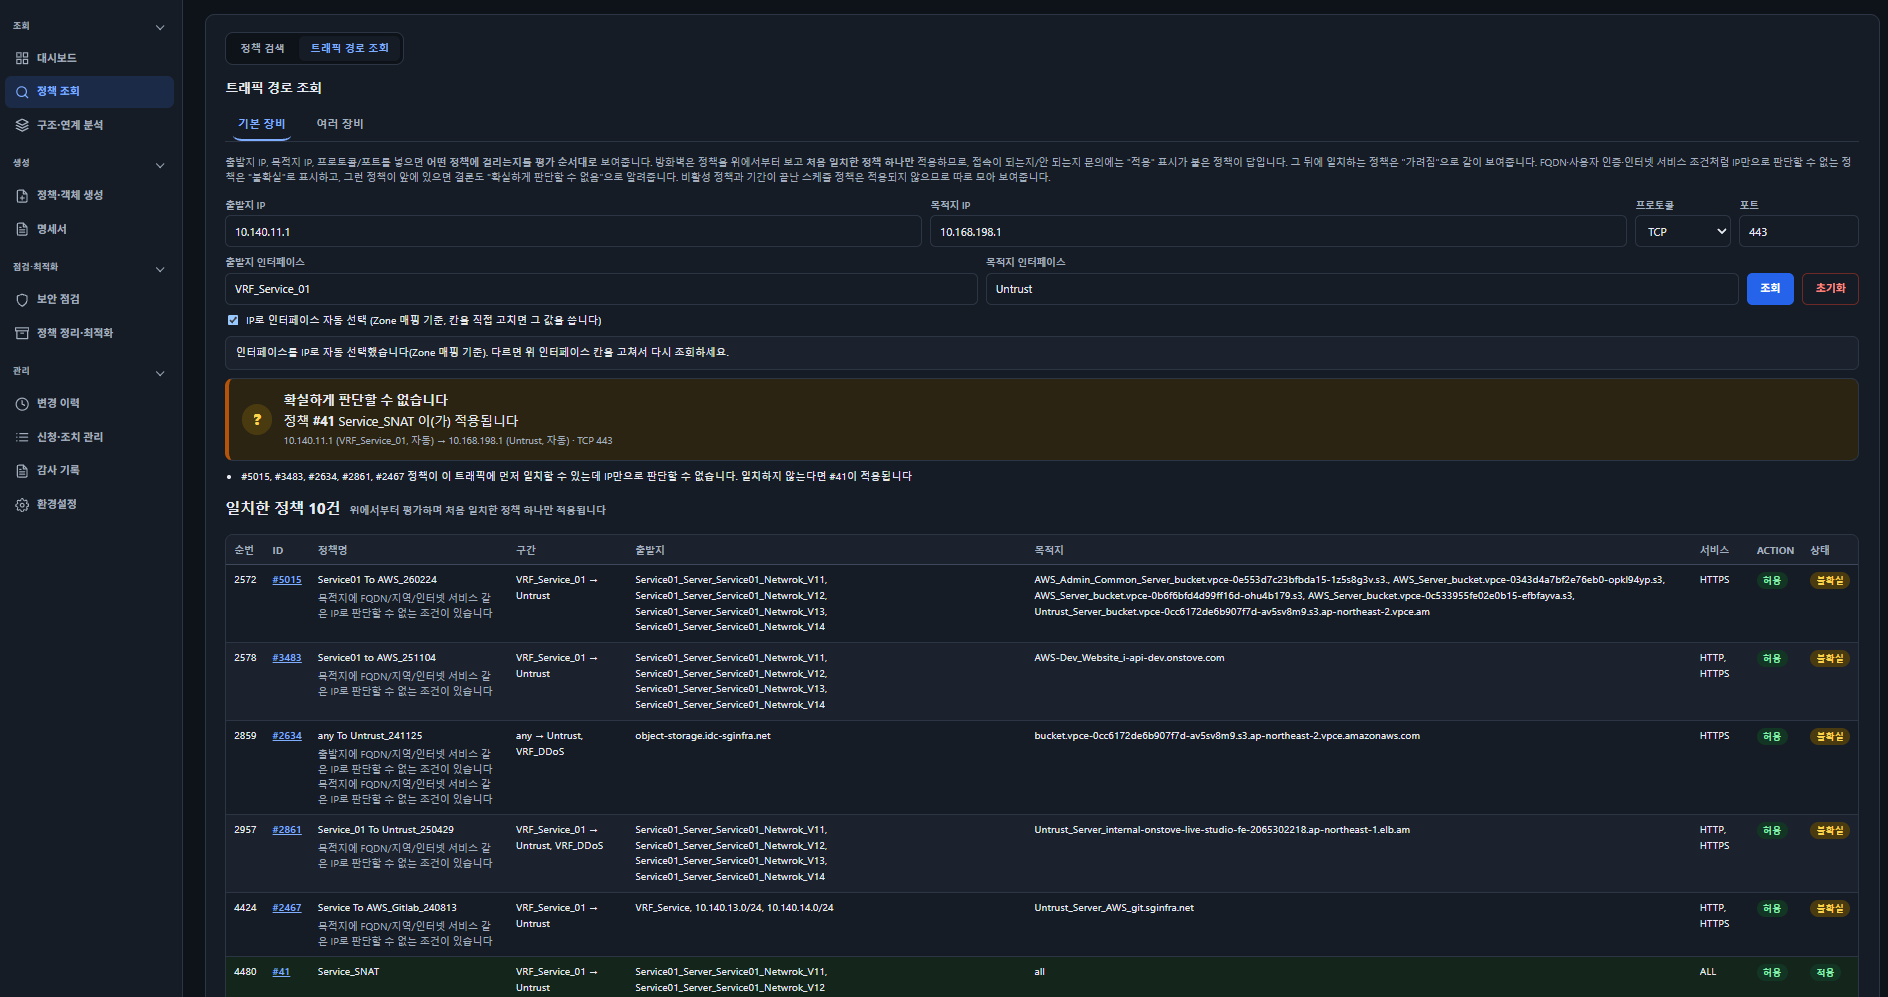 조회
대시보드
정책 조회
구조·연계 분석
생성
정책·객체 생성
명세서
점검·최적화
보안 점검
정책 정리·최적화
관리
변경 이력
신청·조치 관리
감사 기록
환경설정
정책 검색 트래픽 경로 조회
트래픽 경로 조회
기본 장비 여러 장비
출발지 IP, 목적지 IP, 프로토콜/포트를 넣으면 어떤 정책에 걸리는지를 평가 순서대로 보여줍니다. 방화벽은 정책을 위에서부터 보고 처음 일치한 정책 하나만 적용하므로, 접속이 되는지/안 되는지 문의에는 "적용" 표시가 붙은 정책이 답입니다. 그 뒤에 일치하는 정책은 "가려짐"으로 같이 보여줍니다. FQDN·사용자 인증·인터넷 서비스 조건처럼 IP만으로 판단할 수 없는 정
책은 "불확실"로 표시하고, 그런 정책이 앞에 있으면 결론도 "확실하게 판단할 수 없음"으로 알려줍니다. 비활성 정책과 기간이 끝난 스케줄 정책은 적용되지 않으므로 따로 모아 보여줍니다.
출발지 IP 목적지 IP 프로토콜 포트
10.140.11.1 10.168.198.1 TCP 443
출발지 인터페이스 목적지 인터페이스
VRF_Service_01 Untrust 조회 초기화
IP로 인터페이스 자동 선택 (Zone 매핑 기준, 칸을 직접 고치면 그 값을 씁니다)
인터페이스를 IP로 자동 선택했습니다(Zone 매핑 기준). 다르면 위 인터페이스 칸을 고쳐서 다시 조회하세요.
확실하게 판단할 수 없습니다
? 정책 #41 Service_SNAT 이(가) 적용됩니다
10.140.11.1 (VRF_Service_01, 자동) → 10.168.198.1 (Untrust, 자동) · TCP 443
• #5015, #3483, #2634, #2861, #2467 정책이 이 트래픽에 먼저 일치할 수 있는데 IP만으로 판단할 수 없습니다. 일치하지 않는다면 #41이 적용됩니다
일치한 정책 10건 위에서부터 평가하며 처음 일치한 정책 하나만 적용됩니다
순번 ID 정책명 구간 출발지 목적지 서비스 ACTION 상태
2572 #5015 Service01 To AWS_260224 VRF_Service_01 → Service01_Server_Service01_Netwrok_V11, AWS_Admin_Common_Server_bucket.vpce-0e553d7c23bfbda15-1z5s8g3v.s3., AWS_Server_bucket.vpce-0343d4a7bf2e76eb0-opkl94yp.s3, HTTPS 허용 불확실
목적지에 FQDN/지역/인터넷 서비스 같 Untrust Service01_Server_Service01_Netwrok_V12, AWS_Server_bucket.vpce-0b6f6bfd4d99ff16d-ohu4b179.s3, AWS_Server_bucket.vpce-0c533955fe02e0b15-efbfayva.s3,
은 IP로 판단할 수 없는 조건이 있습니다 Service01_Server_Service01_Netwrok_V13, Untrust_Server_bucket.vpce-0cc6172de6b907f7d-av5sv8m9.s3.ap-northeast-2.vpce.am
Service01_Server_Service01_Netwrok_V14
2578 #3483 Service01 to AWS_251104 VRF_Service_01 → Service01_Server_Service01_Netwrok_V11, AWS-Dev_Website_i-api-dev.onstove.com HTTP, 허용 불확실
목적지에 FQDN/지역/인터넷 서비스 같 Untrust Service01_Server_Service01_Netwrok_V12, HTTPS
은 IP로 판단할 수 없는 조건이 있습니다 Service01_Server_Service01_Netwrok_V13,
Service01_Server_Service01_Netwrok_V14
2859 #2634 any To Untrust_241125 any → Untrust, object-storage.idc-sginfra.net bucket.vpce-0cc6172de6b907f7d-av5sv8m9.s3.ap-northeast-2.vpce.amazonaws.com HTTPS 허용 불확실
출발지에 FQDN/지역/인터넷 서비스 같 VRF_DDoS
은 IP로 판단할 수 없는 조건이 있습니다
목적지에 FQDN/지역/인터넷 서비스 같
은 IP로 판단할 수 없는 조건이 있습니다
2957 #2861 Service_01 To Untrust_250429 VRF_Service_01 → Service01_Server_Service01_Netwrok_V11, Untrust_Server_internal-onstove-live-studio-fe-2065302218.ap-northeast-1.elb.am HTTP, 허용 불확실
목적지에 FQDN/지역/인터넷 서비스 같 Untrust, VRF_DDoS Service01_Server_Service01_Netwrok_V12, HTTPS
은 IP로 판단할 수 없는 조건이 있습니다 Service01_Server_Service01_Netwrok_V13,
Service01_Server_Service01_Netwrok_V14
4424 #2467 Service To AWS_Gitlab_240813 VRF_Service_01 → VRF_Service, 10.140.13.0/24, 10.140.14.0/24 Untrust_Server_AWS_git.sginfra.net HTTP, 허용 불확실
목적지에 FQDN/지역/인터넷 서비스 같 Untrust HTTPS
은 IP로 판단할 수 없는 조건이 있습니다
4480 #41 Service_SNAT VRF_Service_01 → Service01_Server_Service01_Netwrok_V11, all ALL 허용 적용
Untrust Service01_Server_Service01_Netwrok_V12